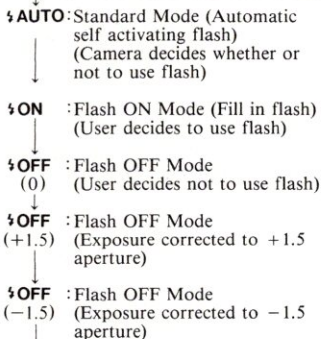 AUTO: Standard Mode (Automatic
self activating flash)
(Camera decides whether or
not to use flash)
ON : Flash ON Mode (Fill in flash)
(User decides to use flash)
OFF : Flash OFF Mode
(0) (User decides not to use flash)
OFF : Flash OFF Mode
(+1.5) (Exposure corrected to +1.5
aperture)
OFF : Flash OFF Mode
(−1.5) (Exposure corrected to −1.5
aperture)